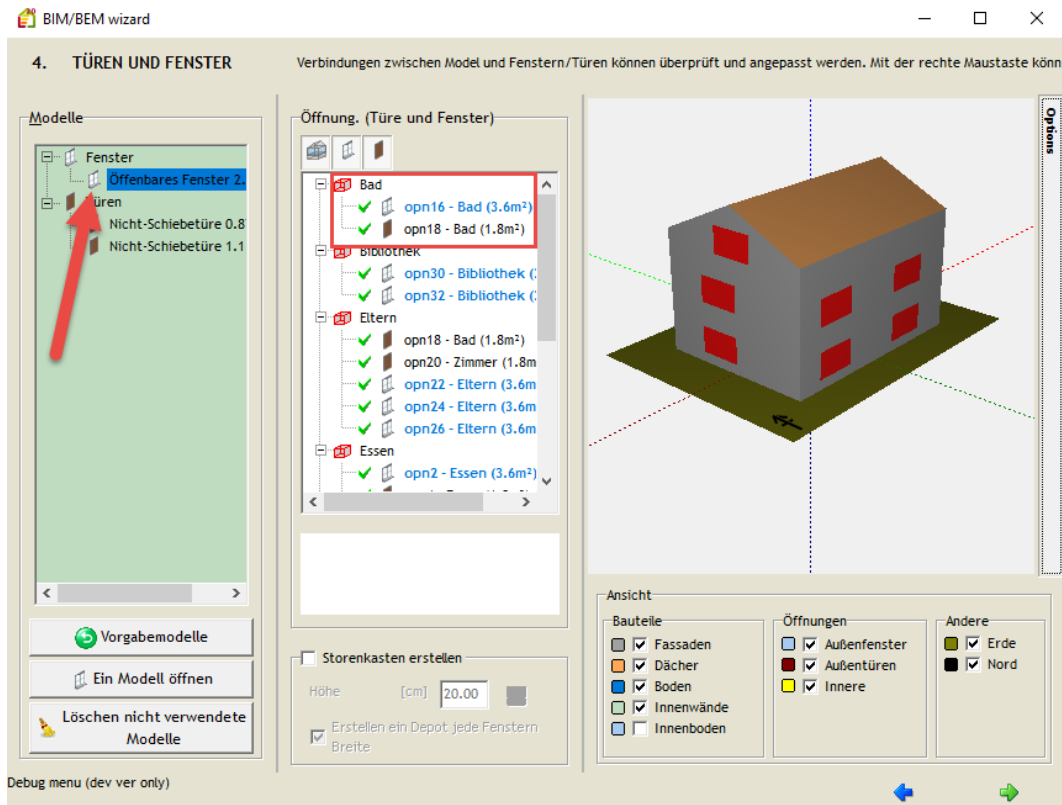 BIM/BEM wizard
4. TÜREN UND FENSTER
Verbindungen zwischen Model und Fenstern/Türen können überprüft und angepasst werden. Mit der rechte Maustaste könn
Modelle
Fenster
Öffenbares Fenster 2.
Türen
Nicht-Schiebetüre 0.8
Nicht-Schiebetüre 1.1
Vorgabemodelle
Ein Modell öffnen
Löschen nicht verwendete
Modelle
Öffnung. (Türe und Fenster)
Bad
opn16 - Bad (3.6m²)
opn18 - Bad (1.8m²)
Bibliothek
opn30 - Bibliothek (
opn32 - Bibliothek (
Eltern
opn18 - Bad (1.8m²)
opn20 - Zimmer (1.8m
opn22 - Eltern (3.6m
opn24 - Eltern (3.6m
opn26 - Eltern (3.6m
Essen
opn2 - Essen (3.6m²)
Storenkasten erstellen
Höhe [cm] 20.00
Erstellen ein Depot jede Fenstern
Breite
Options
Ansicht
Bauteile
Fassaden
Dächer
Boden
Innenwände
Innenboden
Öffnungen
Außenfenster
Außentüren
Innere
Andere
Erde
Nord
Debug menu (dev ver only)